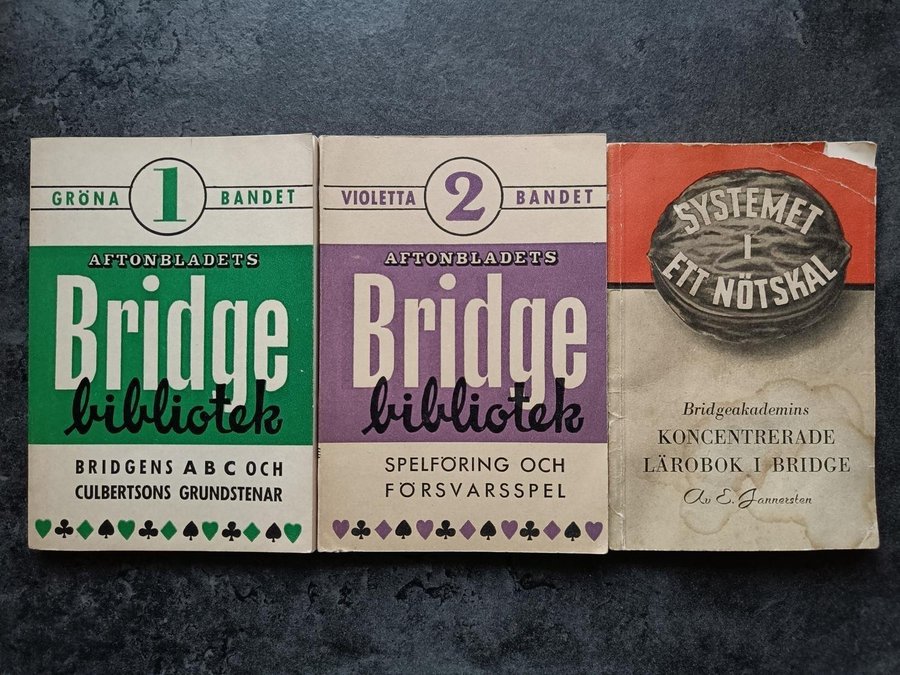 GRÖNA 1 BANDET
AFTONBLADETS
Bridge
bibliotek
BRIDGENS ABC OCH
CULBERTSONS GRUNDSTENAR
VIOLETTA 2 BANDET
AFTONBLADETS
Bridge
bibliotek
SPELFÖRING OCH
FÖRSVARSSPEL
SYSTEMET
I
ETT NÖTSKAL
Bridgeakademins
KONCENTRERADE
LÄROBOK I BRIDGE
Av E. Jannersten